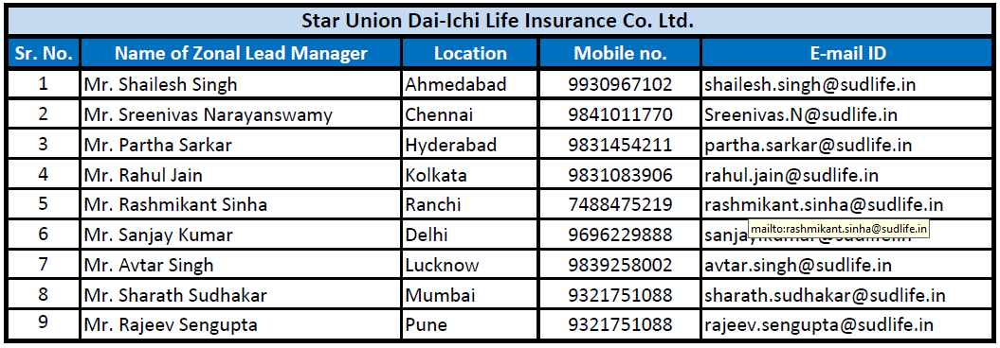 Star Union Dai-Ichi Life Insurance Co. Ltd.
Sr. No. Name of Zonal Lead Manager Location Mobile no. E-mail ID
1 Mr. Shailesh Singh Ahmedabad 9930967102 shailesh.singh@sudlife.in
2 Mr. Sreenivas Narayanswamy Chennai 9841011770 Sreenivas.N@sudlife.in
3 Mr. Partha Sarkar Hyderabad 9831454211 partha.sarkar@sudlife.in
4 Mr. Rahul Jain Kolkata 9831083906 rahul.jain@sudlife.in
5 Mr. Rashmikant Sinha Ranchi 7488475219 rashmikant.sinha@sudlife.in
mailto:rashmikant.sinha@sudlife.in
6 Mr. Sanjay Kumar Delhi 9696229888
7 Mr. Avtar Singh Lucknow 9839258002 avtar.singh@sudlife.in
8 Mr. Sharath Sudhakar Mumbai 9321751088 sharath.sudhakar@sudlife.in
9 Mr. Rajeev Sengupta Pune 9321751088 rajeev.sengupta@sudlife.in